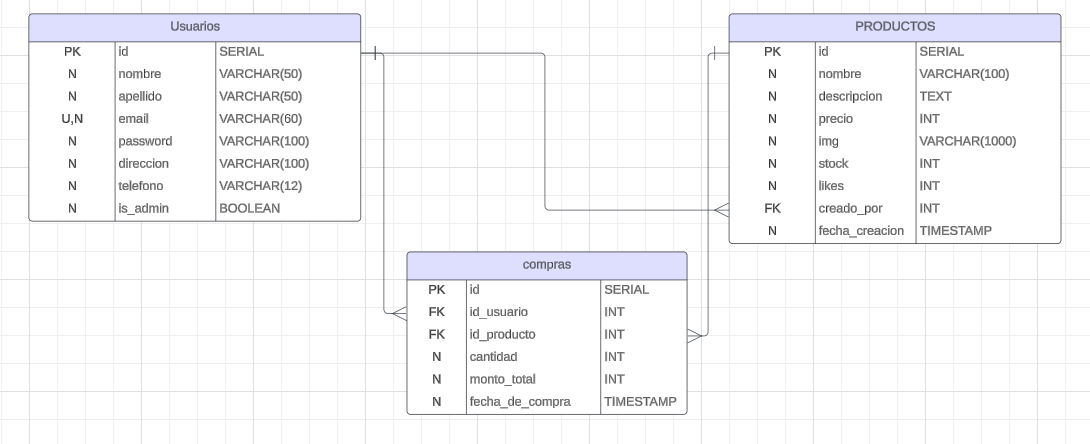 Usuarios
PK id SERIAL
N nombre VARCHAR(50)
N apellido VARCHAR(50)
U,N email VARCHAR(60)
N password VARCHAR(100)
N direccion VARCHAR(100)
N telefono VARCHAR(12)
N is_admin BOOLEAN
PRODUCTOS
PK id SERIAL
N nombre VARCHAR(100)
N descripcion TEXT
N precio INT
N img VARCHAR(1000)
N stock INT
N likes INT
FK creado_por INT
N fecha_creacion TIMESTAMP
compras
PK id SERIAL
FK id_usuario INT
FK id_producto INT
N cantidad INT
N monto_total INT
N fecha_de_compra TIMESTAMP